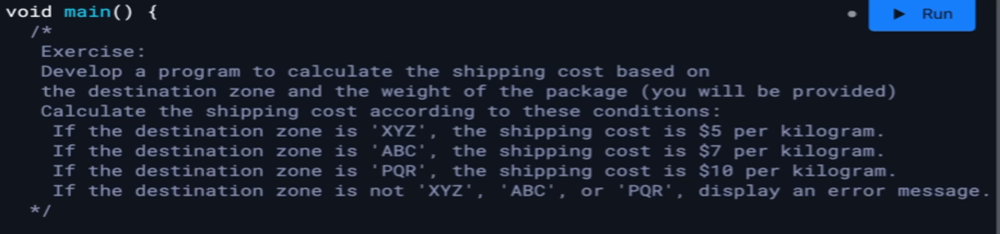 void main() {
Run
/*
Exercise:
Develop a program to calculate the shipping cost based on
the destination zone and the weight of the package (you will be provided)
Calculate the shipping cost according to these conditions:
If the destination zone is 'XYZ', the shipping cost is $5 per kilogram.
If the destination zone is 'ABC', the shipping cost is $7 per kilogram.
If the destination zone is 'PQR', the shipping cost is $10 per kilogram.
If the destination zone is not 'XYZ', 'ABC', or 'PQR', display an error message.
*/